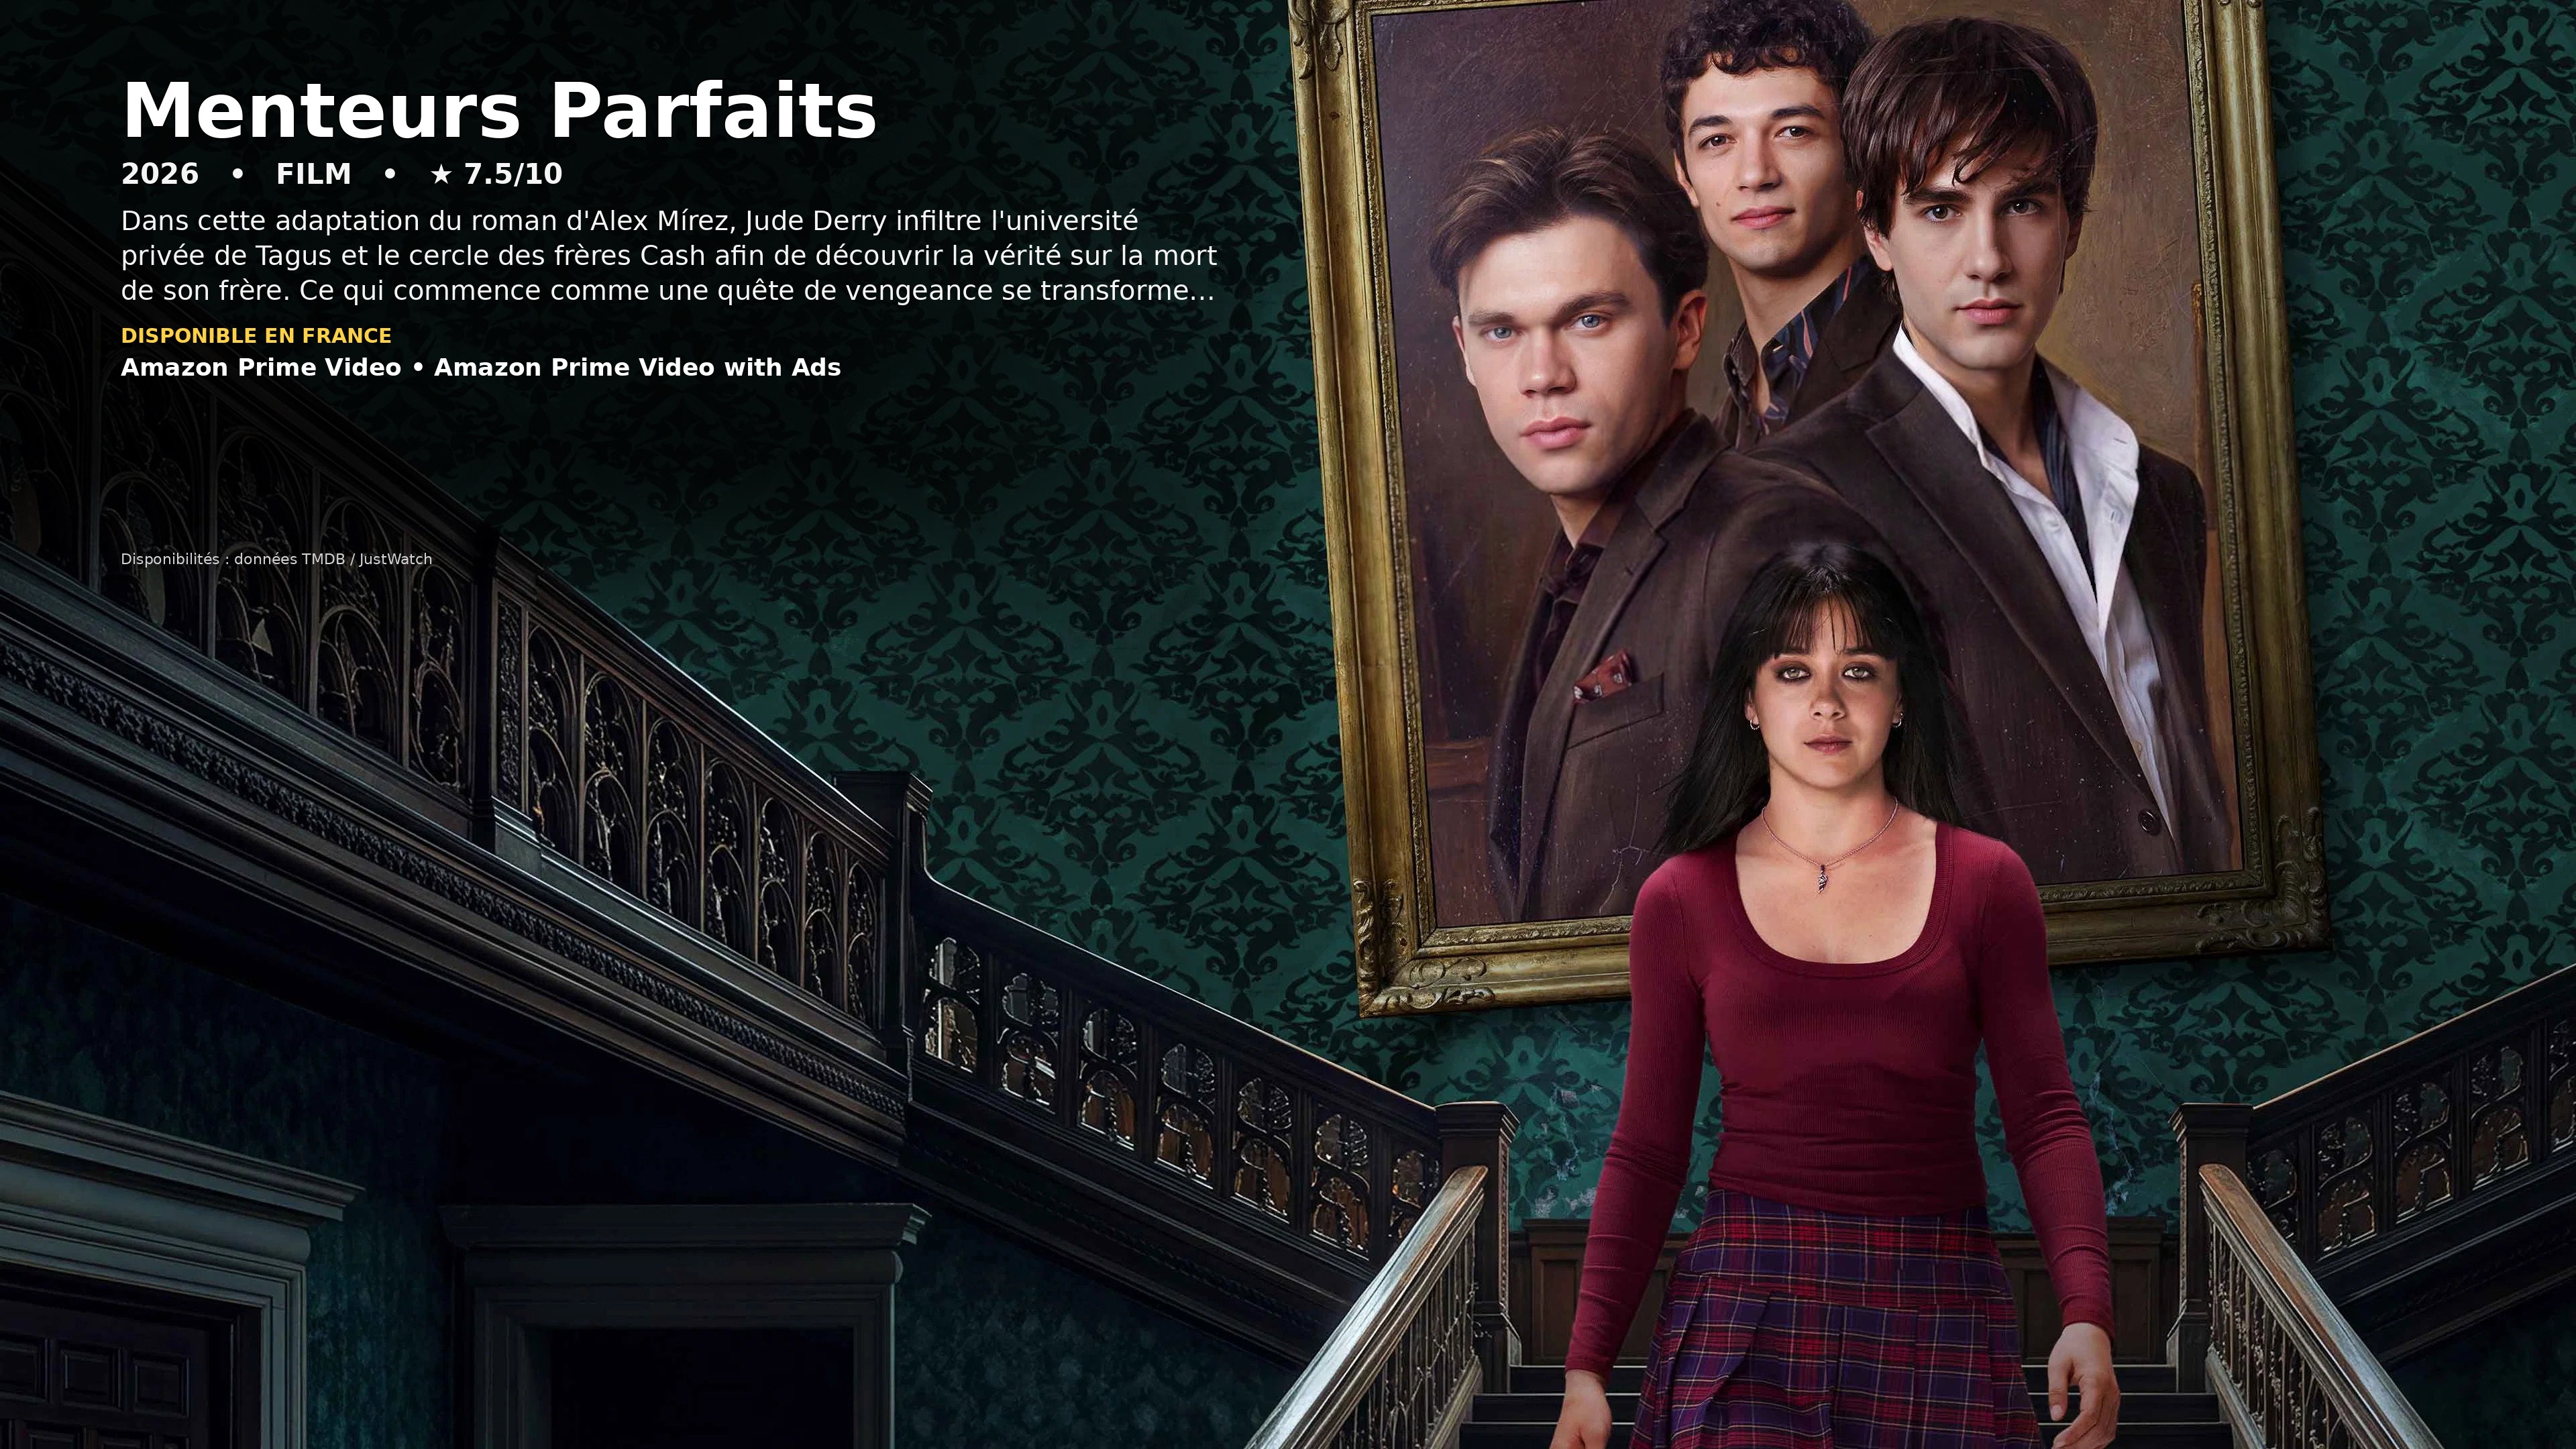 Menteurs Parfaits
2026 • FILM • ★ 7.5/10
Dans cette adaptation du roman d'Alex Mírez, Jude Derry infiltre l'université
privée de Tagus et le cercle des frères Cash afin de découvrir la vérité sur la mort
de son frère. Ce qui commence comme une quête de vengeance se transforme...
DISPONIBLE EN FRANCE
Amazon Prime Video • Amazon Prime Video with Ads
Disponibilités : données TMDB / JustWatch